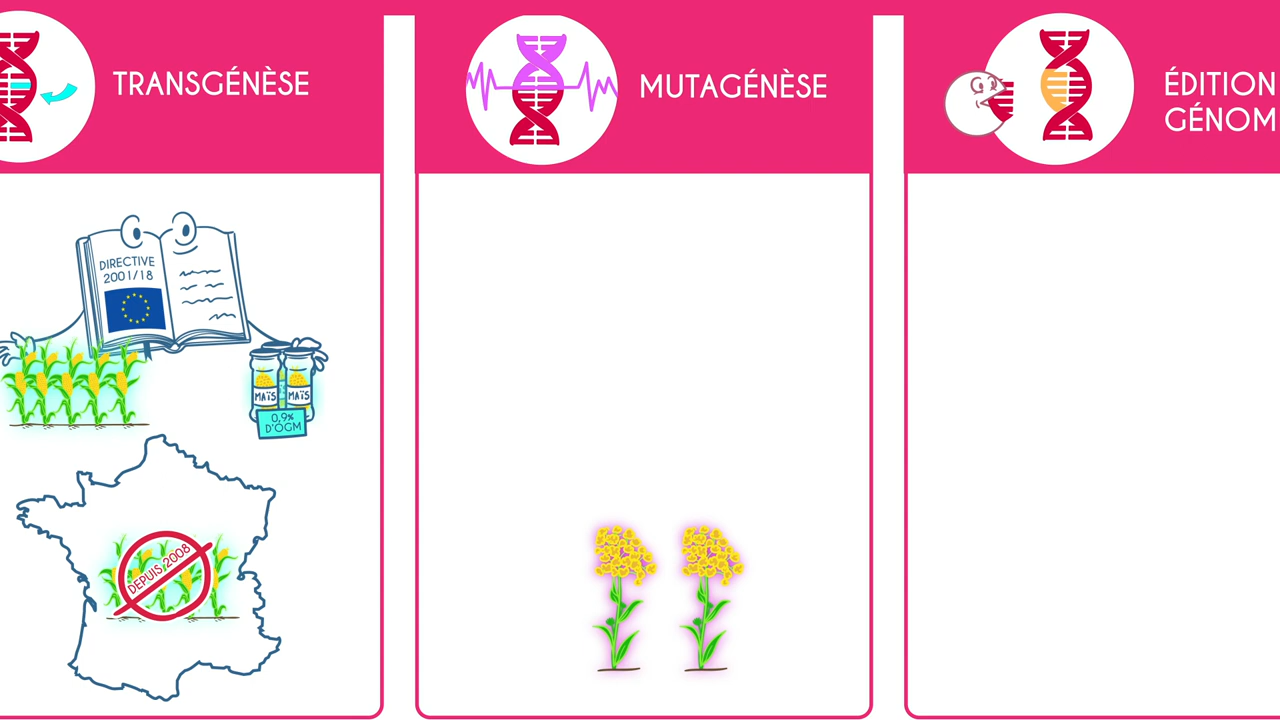 TRANSGÉNÈSE
MUTAGÉNÈSE
ÉDITION
GÉNOM
DIRECTIVE
2001/18
MAÏS
MAÏS
0,9%
D'OGM
DEPUIS 2008